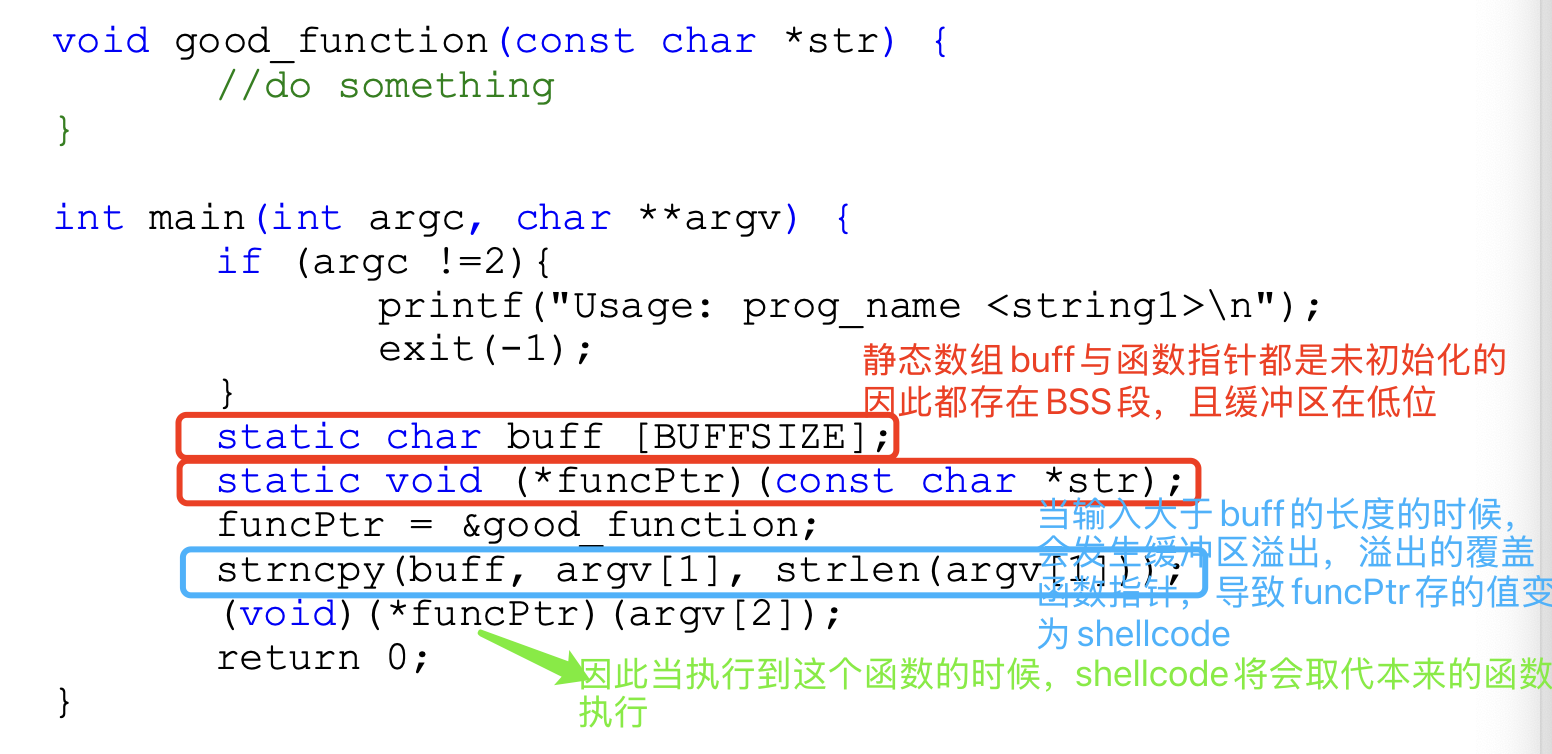 void good_function(const char *str) {
//do something
}
int main(int argc, char **argv) {
if (argc !=2){
printf("Usage: prog_name <string1>\n");
exit(-1);
静态数组buff与函数指针都是未初始化的
}
因此都存在BSS段，且缓冲区在低位
static char buff [BUFFSIZE];
static void (*funcPtr)(const char *str);
当输入大于buff的长度的时候，
funcPtr = &good_function;
会发生缓冲区溢出，溢出的覆盖
strncpy(buff, argv[1], strlen(argv[1]));
函数指针，导致funcPtr存的值变
(void)(*funcPtr)(argv[2]);
为shellcode
return 0;
因此当执行到这个函数的时候，shellcode将会取代本来的函数
执行
}